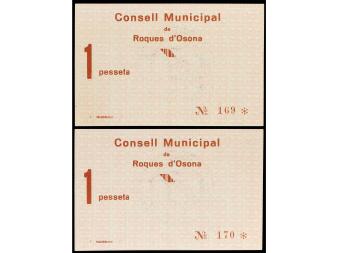 Consell Municipal
de
Roques d'Osona
1 pesseta
№ 169 *
Consell Municipal
de
Roques d'Osona
1 pesseta
№ 170 *